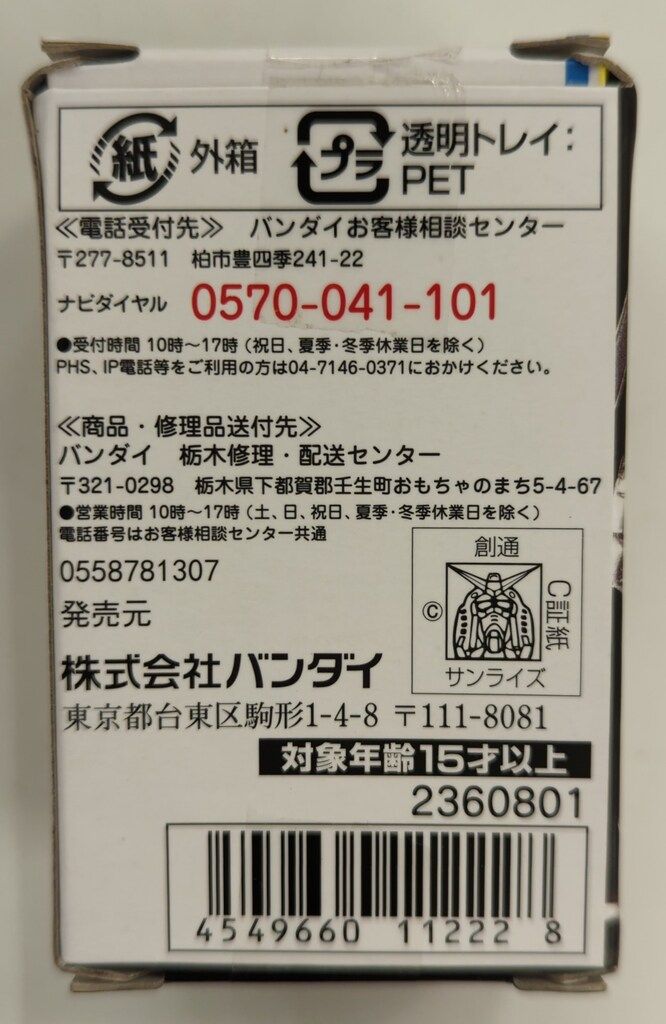 紙 外箱 プラ 透明トレイ:
PET
≪電話受付先≫ バンダイお客様相談センター
〒277-8511 柏市豊四季241-22
ナビダイヤル 0570-041-101
●受付時間 10時～17時(祝日、夏季・冬季休業日を除く)
PHS、IP電話等をご利用の方は04-7146-0371におかけください。
≪商品・修理品送付先≫
バンダイ 栃木修理・配送センター
〒321-0298 栃木県下都賀郡壬生町おもちゃのまち5-4-67
●営業時間 10時～17時(土、日、祝日、夏季・冬季休業日を除く)
電話番号はお客様相談センター共通
0558781307
創通
©
C証紙
サンライズ
発売元
株式会社バンダイ
東京都台東区駒形1-4-8 〒111-8081
対象年齢15才以上
2360801
4549660 11222 8